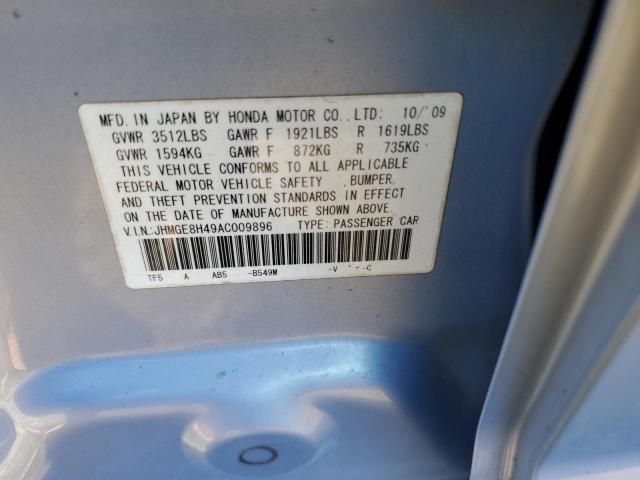 MFD. IN JAPAN BY HONDA MOTOR CO.,LTD: 10/'09
GVWR 3512LBS GAWR F 1921LBS R 1619LBS
GVWR 1594KG GAWR F 872KG R 735KG
THIS VEHICLE CONFORMS TO ALL APPLICABLE
FEDERAL MOTOR VEHICLE SAFETY ,BUMPER,
AND THEFT PREVENTION STANDARDS IN EFFECT
ON THE DATE OF MANUFACTURE SHOWN ABOVE.
V.I.N.:JHMGE8H49AC009896 TYPE: PASSENGER CAR
TF5 A AB5 -B549M -V -C